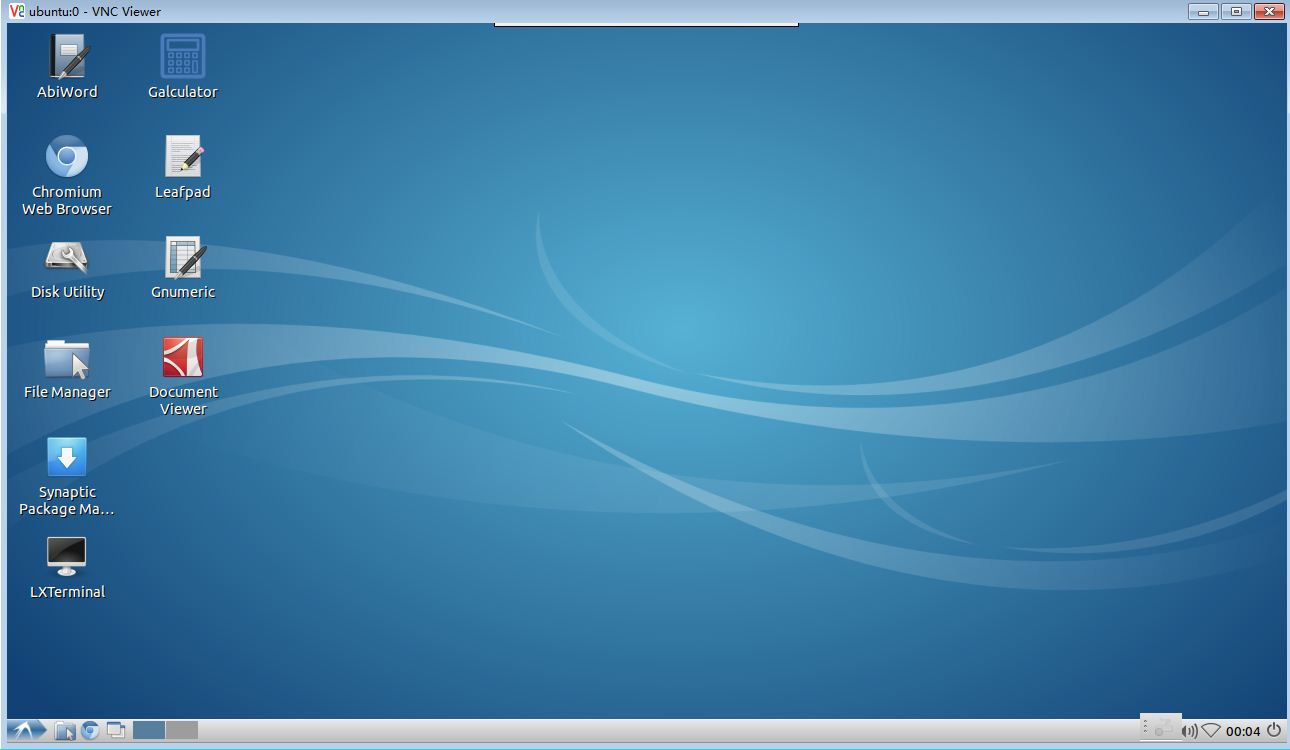 ubuntu:0 - VNC Viewer
AbiWord
Galculator
Chromium
Web Browser
Leafpad
Disk Utility
Gnumeric
File Manager
Document
Viewer
Synaptic
Package Ma...
LXTerminal
00:04